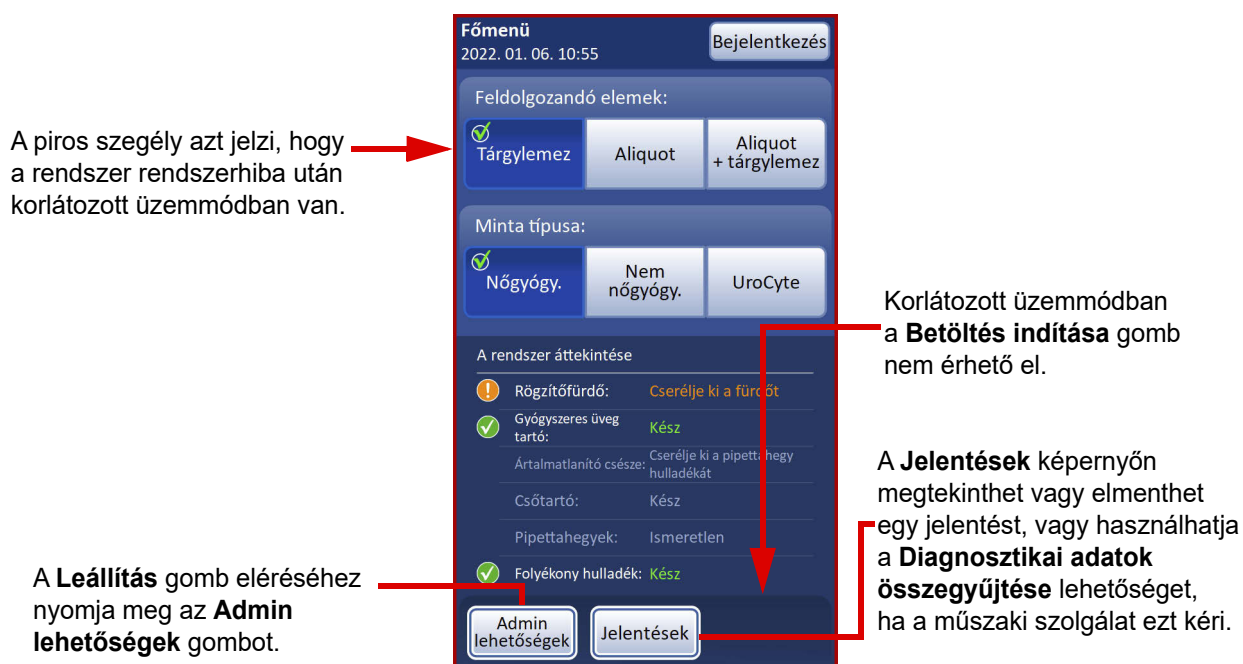 Főmenü
2022. 01. 06. 10:55
Bejelentkezés
Feldolgozandó elemek:
Tárgylemez
Aliquot
Aliquot
+ tárgylemez
A piros szegély azt jelzi, hogy
a rendszer rendszerhiba után
korlátozott üzemmódban van.
Minta típusa:
Nőgyógy.
Nem
nőgyógy.
UroCyte
Korlátozott üzemmódban
a Betöltés indítása gomb
nem érhető el.
A rendszer áttekintése
Rögzítőfürdő: Cserélje ki a fürdőt
Gyógyszeres üveg
tartó:
Kész
Ártalmatlanító csésze:
Cserélje ki a pipettahegy
hulladékát
Csőtartó: Kész
Pipettahegyek: Ismeretlen
Folyékony hulladék: Kész
A Jelentések képernyőn
megtekinthet vagy elmenthet
egy jelentést, vagy használhatja
a Diagnosztikai adatok
összegyűjtése lehetőséget,
ha a műszaki szolgálat ezt kéri.
A Leállítás gomb eléréséhez
nyomja meg az Admin
lehetőségek gombot.
Admin
lehetőségek
Jelentések